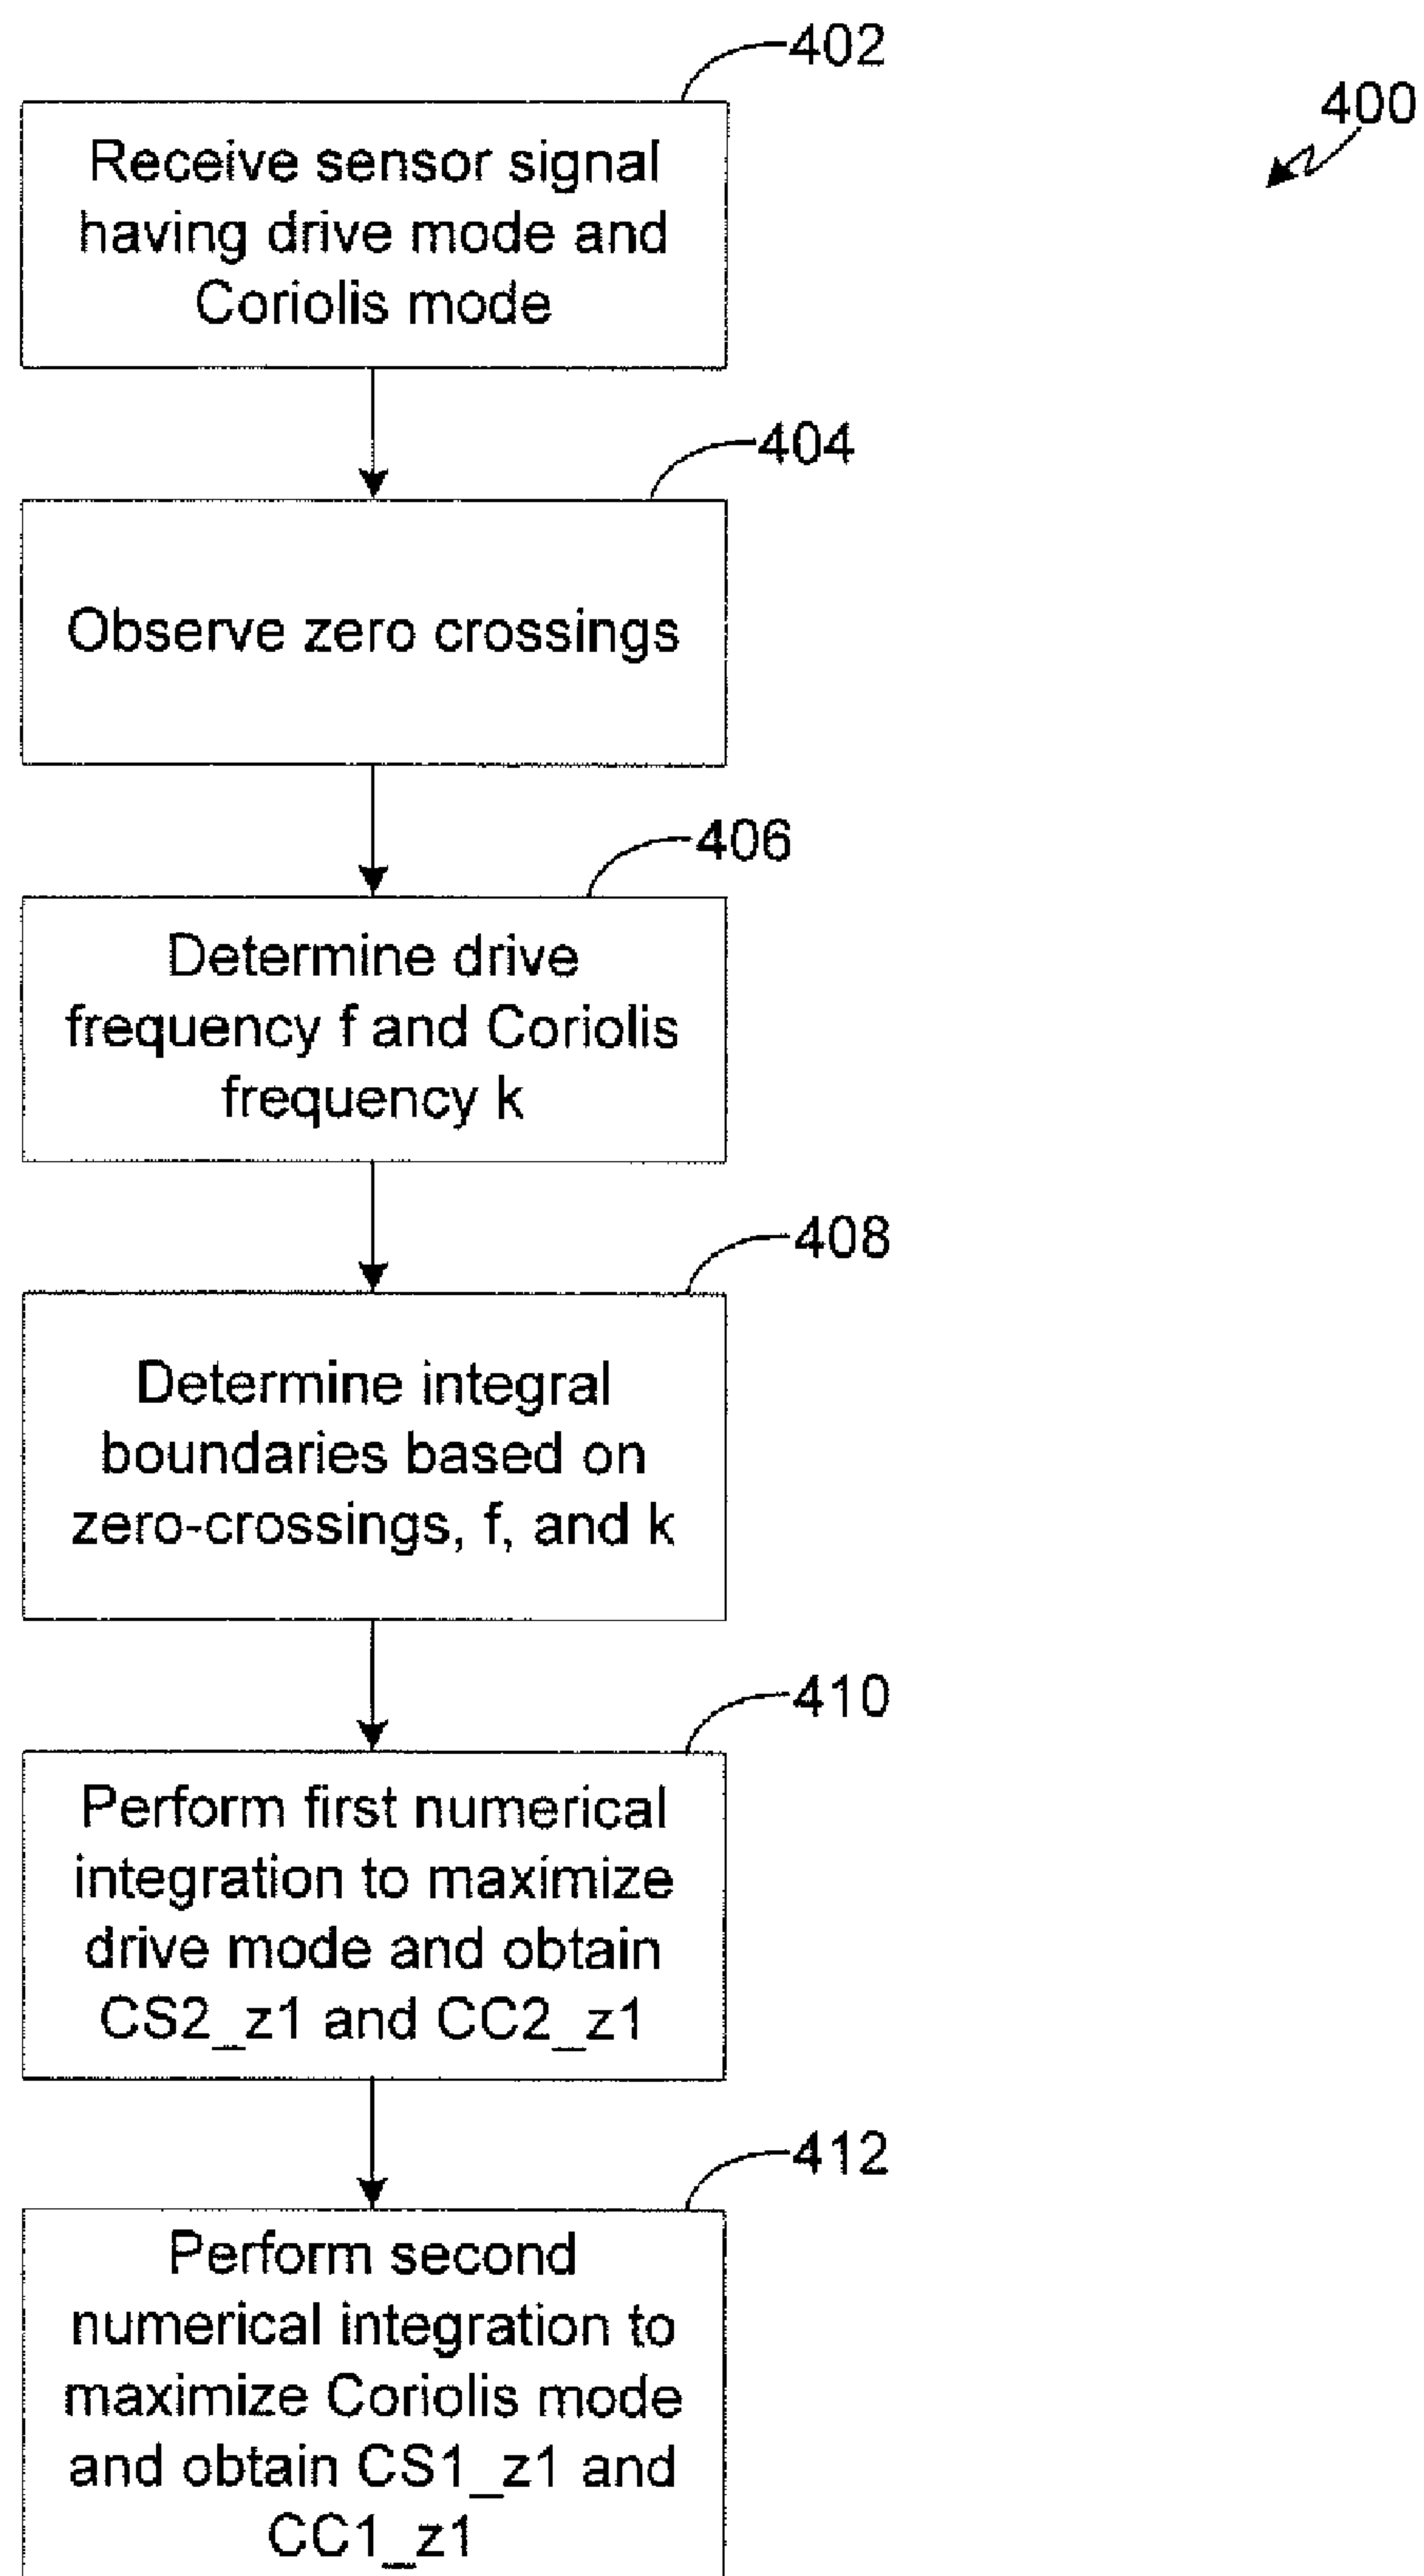 402
400
Receive sensor signal
having drive mode and
Coriolis mode
404
Observe zero crossings
406
Determine drive
frequency f and Coriolis
frequency k
408
Determine integral
boundaries based on
zero-crossings, f, and k
410
Perform first numerical
integration to maximize
drive mode and obtain
CS2_z1 and CC2_z1
412
Perform second
numerical integration to
maximize Coriolis mode
and obtain CS1_z1 and
CC1_z1